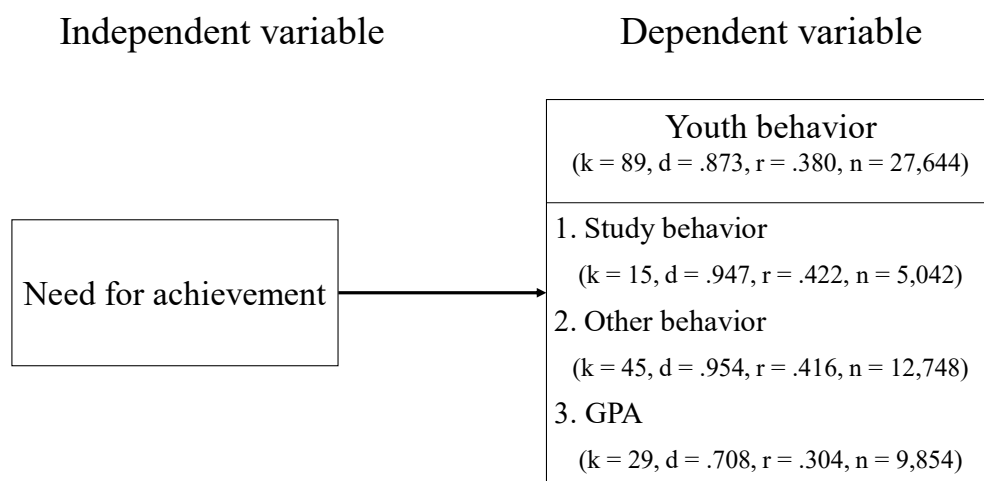 Independent variable
Dependent variable
Youth behavior
(k = 89, d = .873, r = .380, n = 27,644)
Need for achievement
1. Study behavior
(k = 15, d = .947, r = .422, n = 5,042)
2. Other behavior
(k = 45, d = .954, r = .416, n = 12,748)
3. GPA
(k = 29, d = .708, r = .304, n = 9,854)